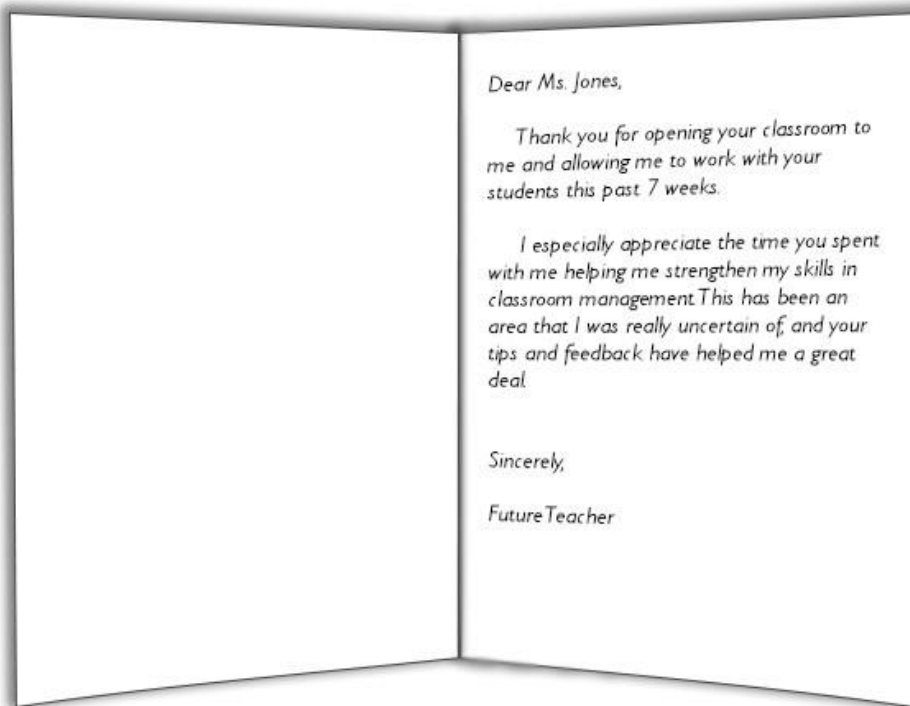 Dear Ms. Jones,
Thank you for opening your classroom to
me and allowing me to work with your
students this past 7 weeks.
I especially appreciate the time you spent
with me helping me strengthen my skills in
classroom management. This has been an
area that I was really uncertain of, and your
tips and feedback have helped me a great
deal.
Sincerely,
Future Teacher